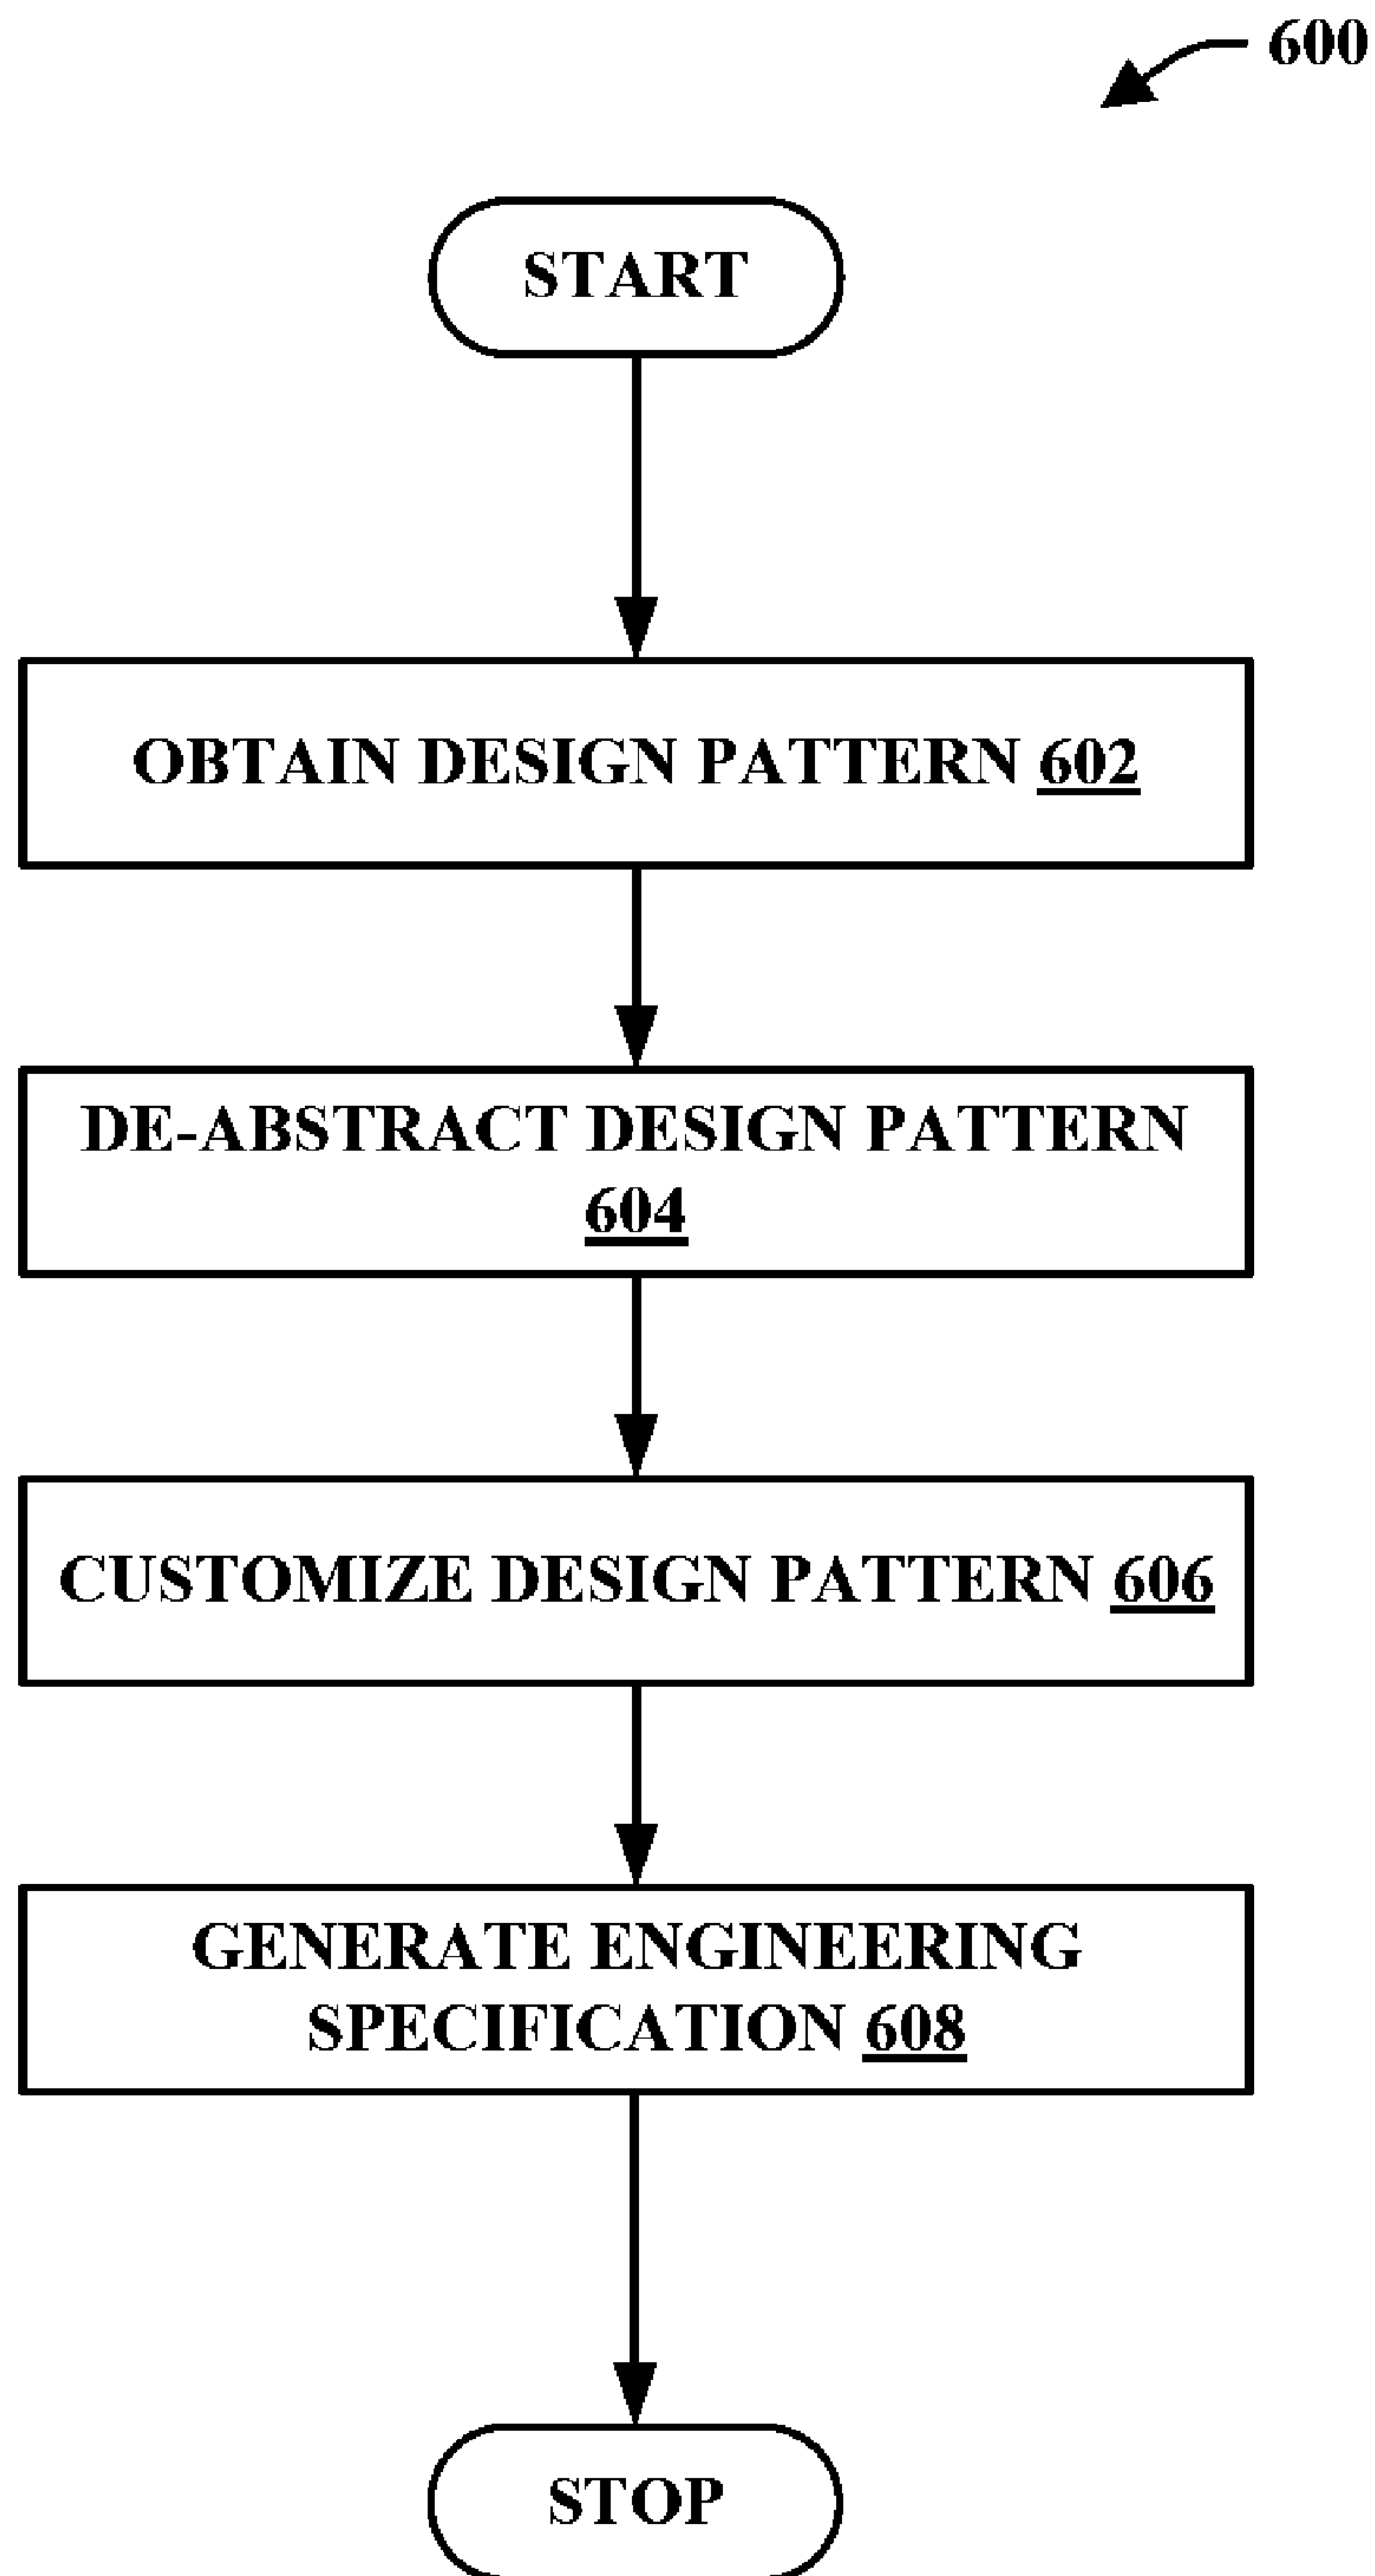 600
START
OBTAIN DESIGN PATTERN 602
DE-ABSTRACT DESIGN PATTERN
604
CUSTOMIZE DESIGN PATTERN 606
GENERATE ENGINEERING
SPECIFICATION 608
STOP